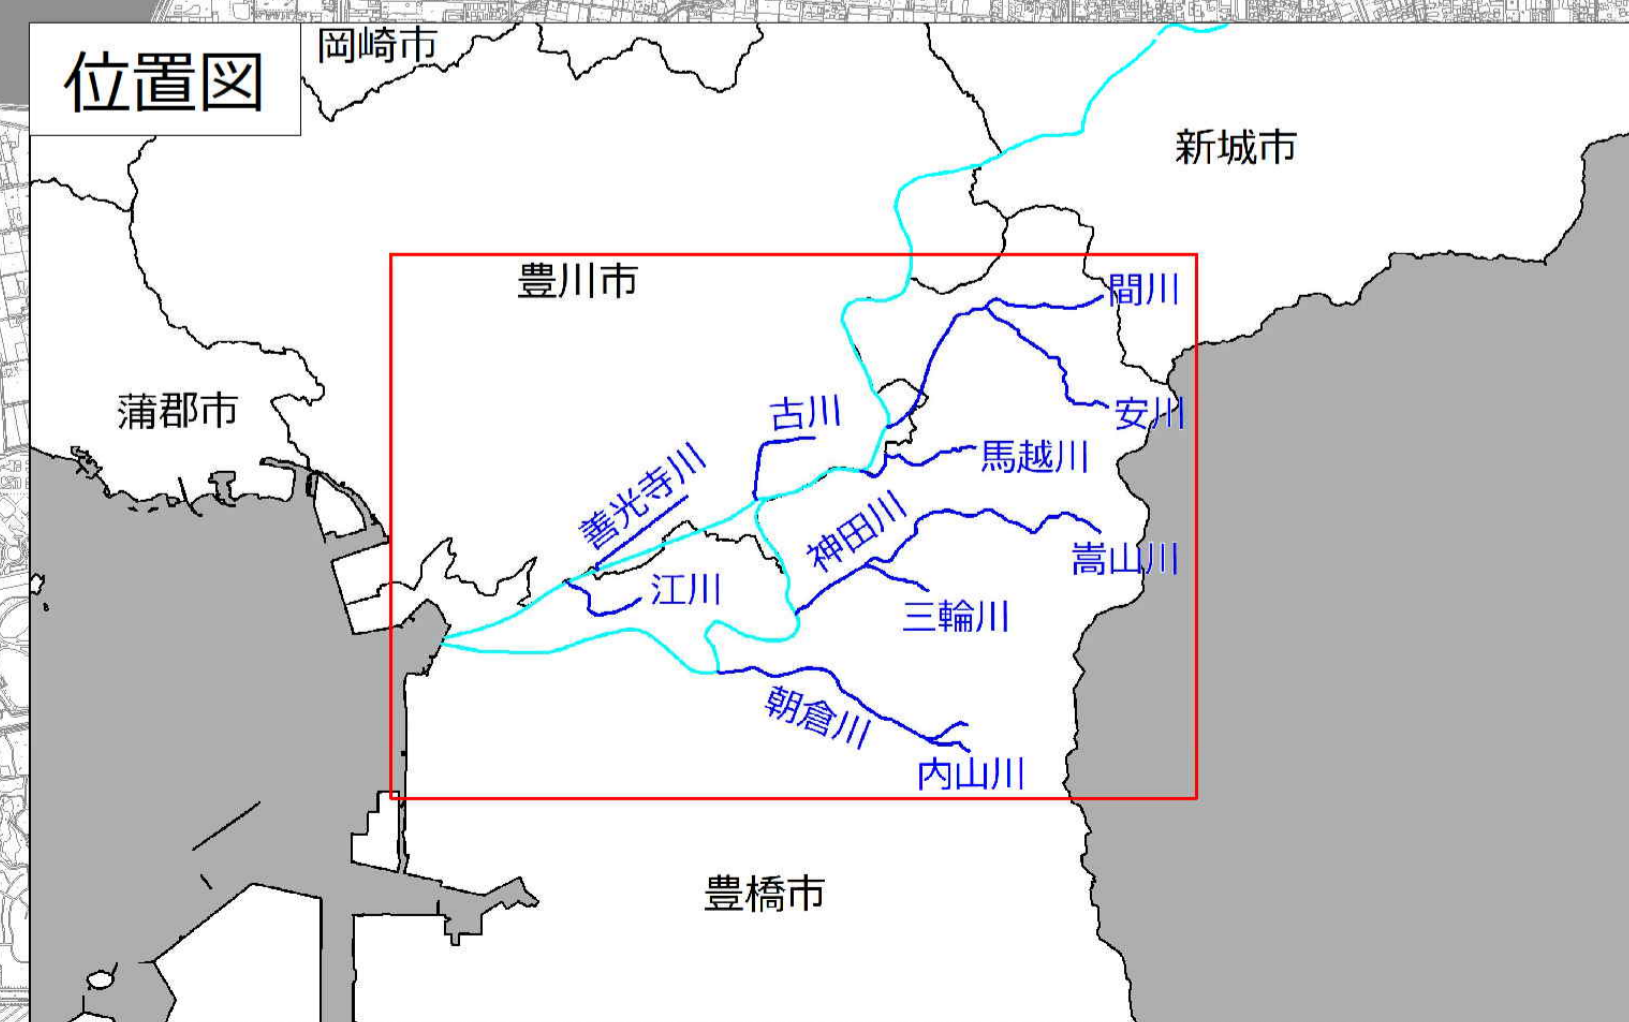 位置図
岡崎市
新城市
豊川市
間川
蒲郡市
古川
安川
善光寺川
馬越川
神田川
嵩山川
江川
三輪川
朝倉川
内山川
豊橋市